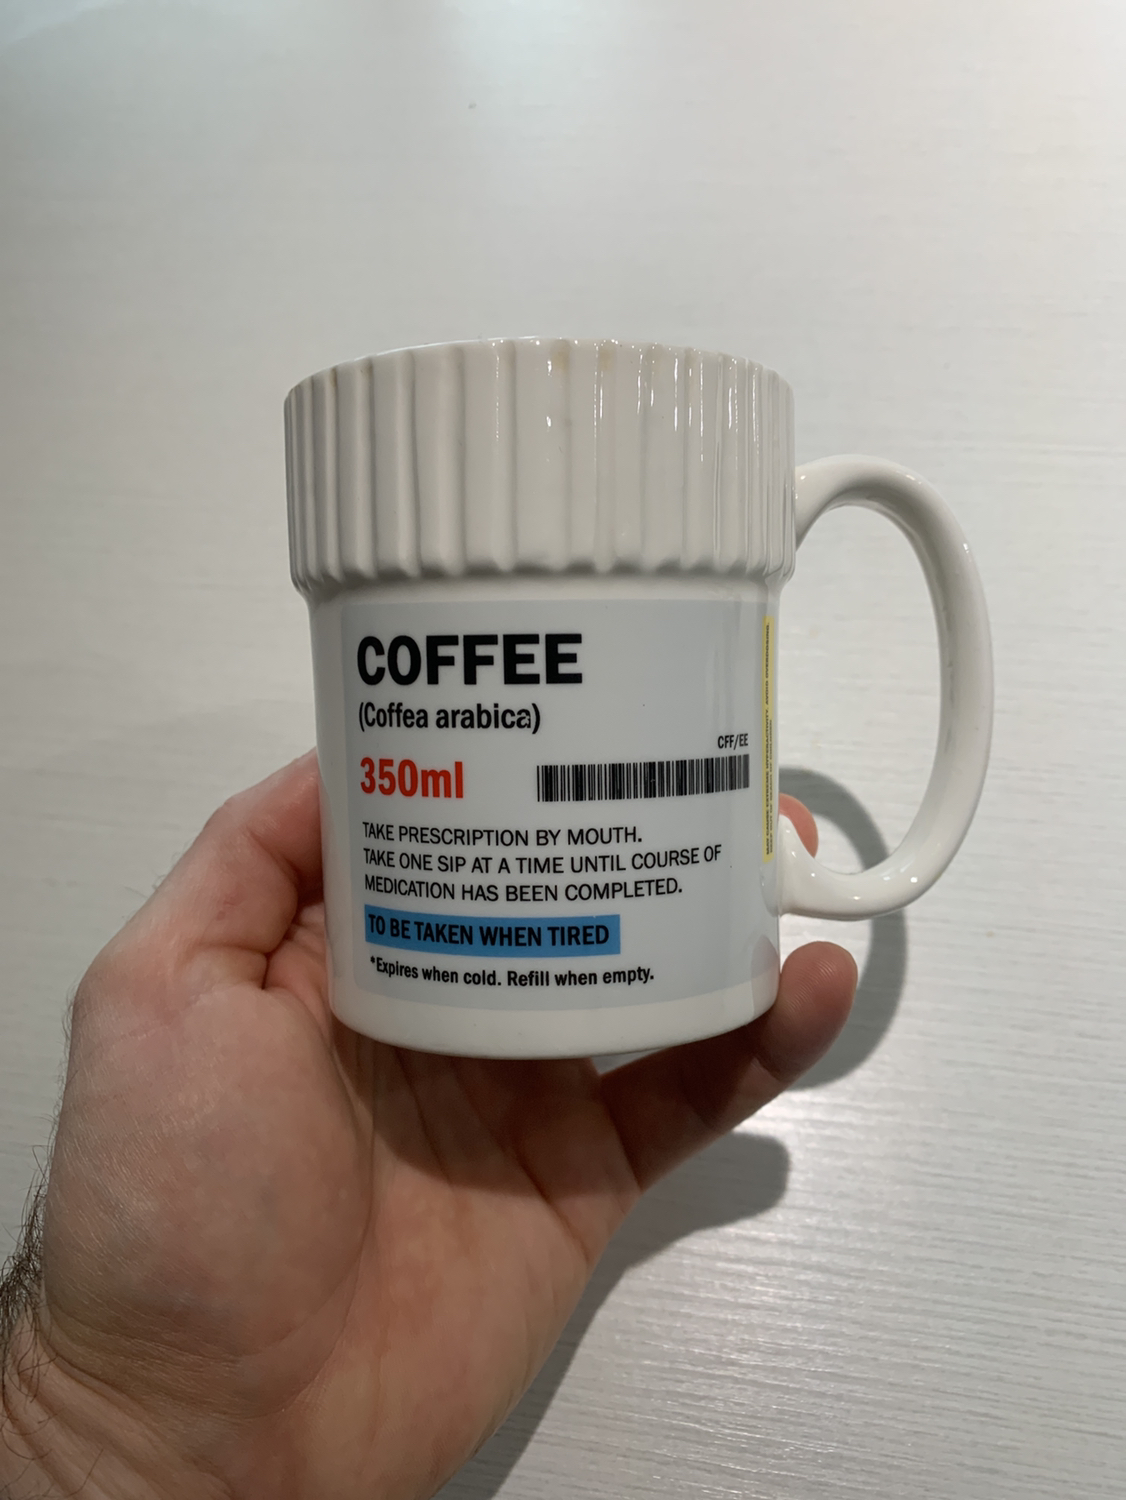 COFFEE
(Coffea arabica)
350ml
CFF/EE
TAKE PRESCRIPTION BY MOUTH.
TAKE ONE SIP AT A TIME UNTIL COURSE OF
MEDICATION HAS BEEN COMPLETED.
TO BE TAKEN WHEN TIRED
*Expires when cold. Refill when empty.